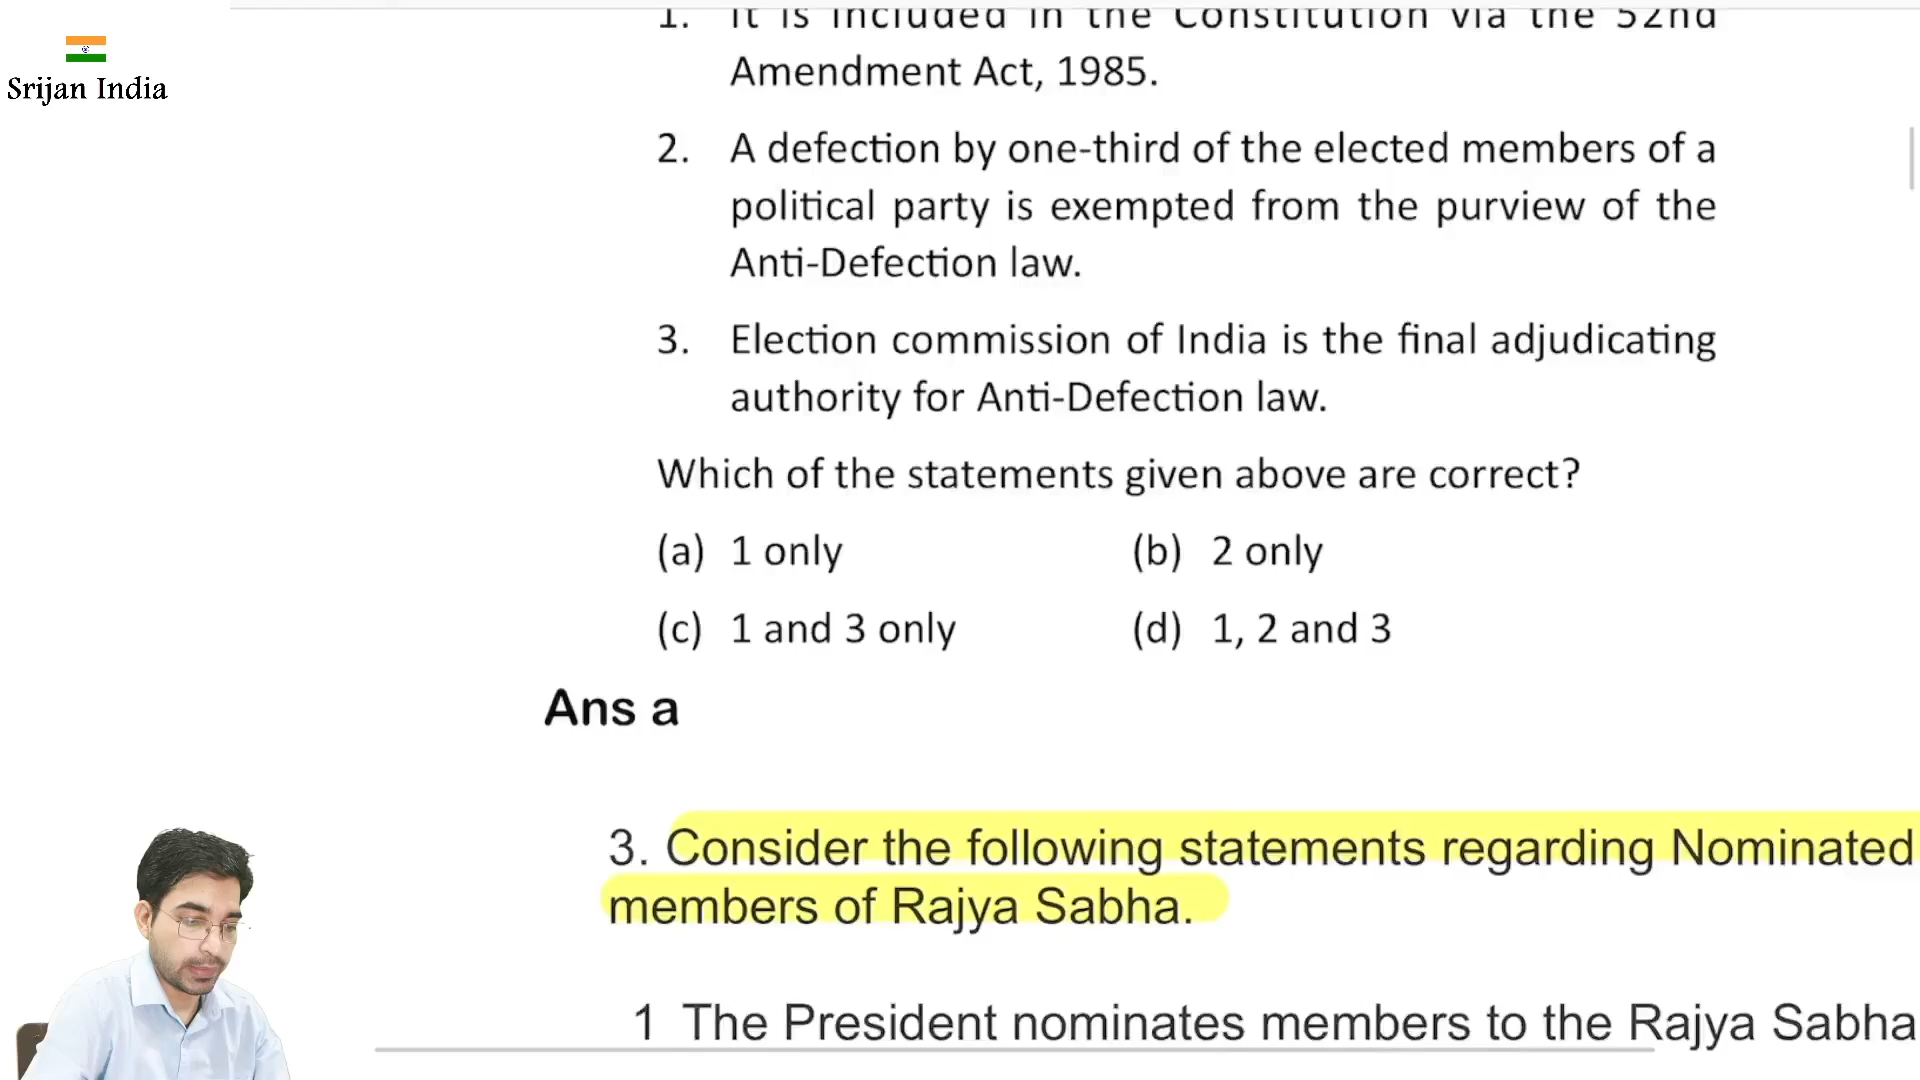 1. It is included in the Constitution via the 52nd
Amendment Act, 1985.
Srijan India
2. A defection by one-third of the elected members of a
political party is exempted from the purview of the
Anti-Defection law.
3. Election commission of India is the final adjudicating
authority for Anti-Defection law.
Which of the statements given above are correct?
(a) 1 only (b) 2 only
(c) 1 and 3 only (d) 1, 2 and 3
Ans a
3. Consider the following statements regarding Nominated
members of Rajya Sabha.
1 The President nominates members to the Rajya Sabha